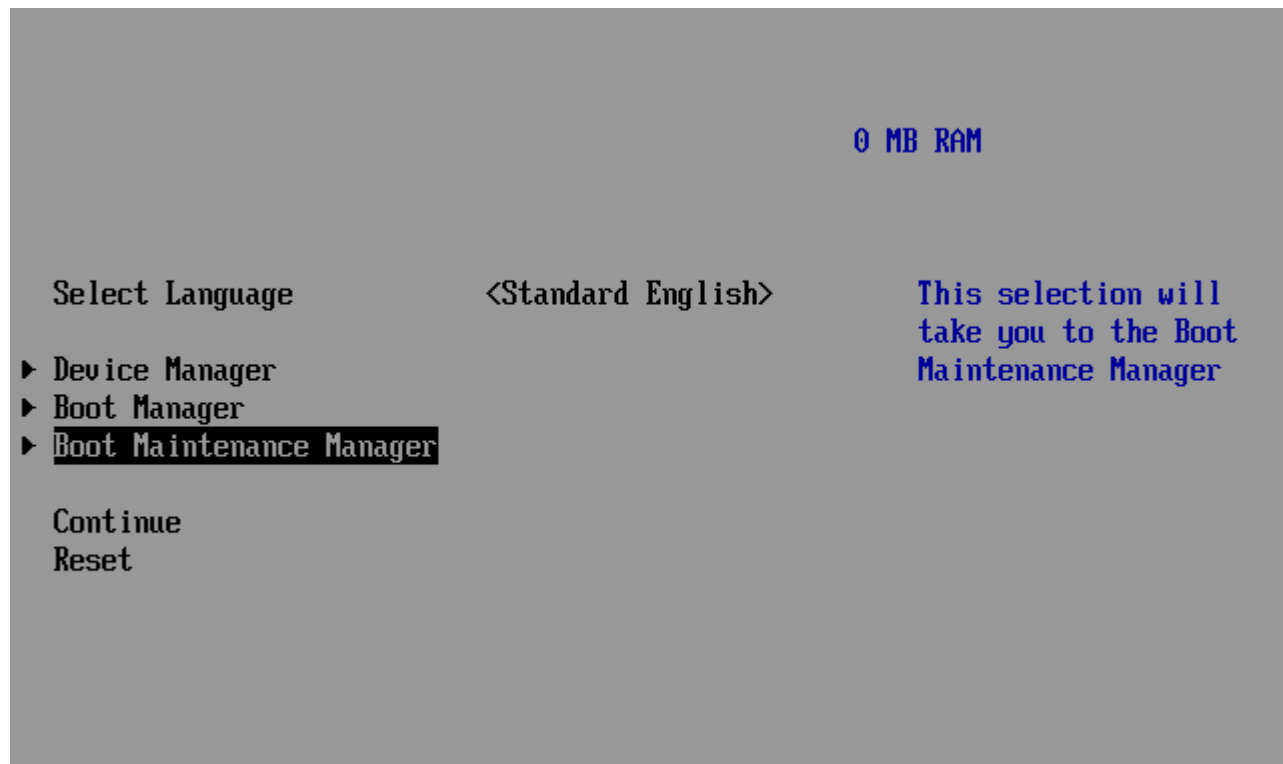 0 MB RAM
Select Language <Standard English> This selection will
take you to the Boot
Device Manager Maintenance Manager
Boot Manager
Boot Maintenance Manager
Continue
Reset